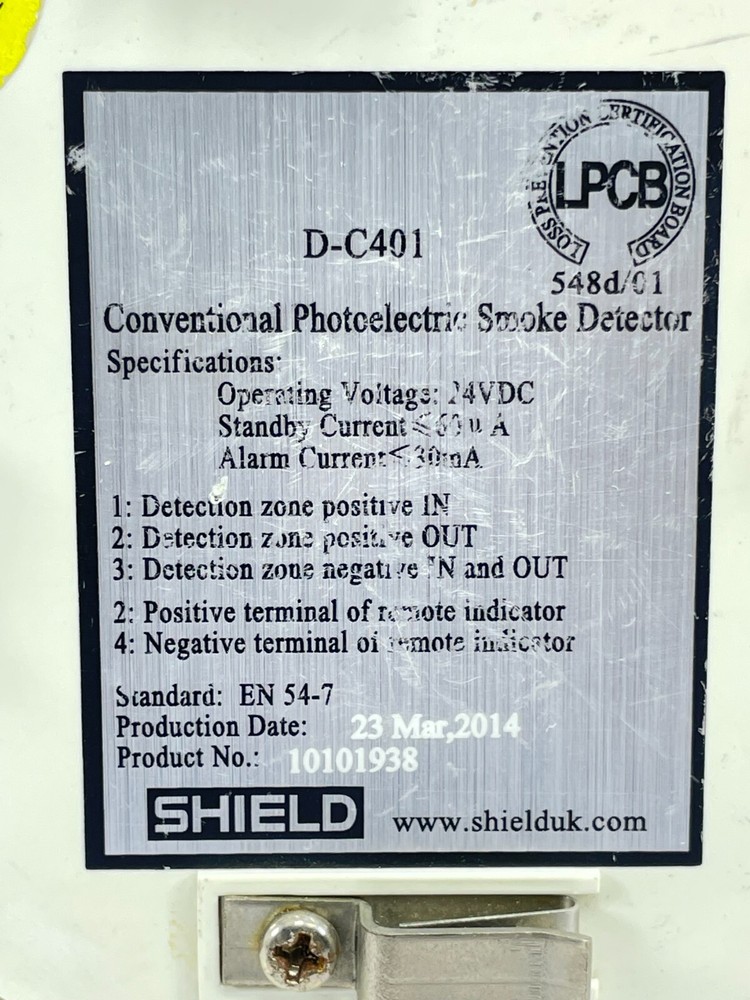 LOSS PREVENTION CERTIFICATION BOARD
LPCB
548d/01
D-C401
Conventional Photoelectric Smoke Detector
Specifications:
Operating Voltage: 24VDC
Standby Current≤60uA
Alarm Current≤30mA
1: Detection zone positive IN
2: Detection zone positive OUT
3: Detection zone negative IN and OUT
2: Positive terminal of remote indicator
4: Negative terminal of remote indicator
Standard: EN 54-7
Production Date: 23 Mar,2014
Product No.: 10101938
SHIELD www.shielduk.com